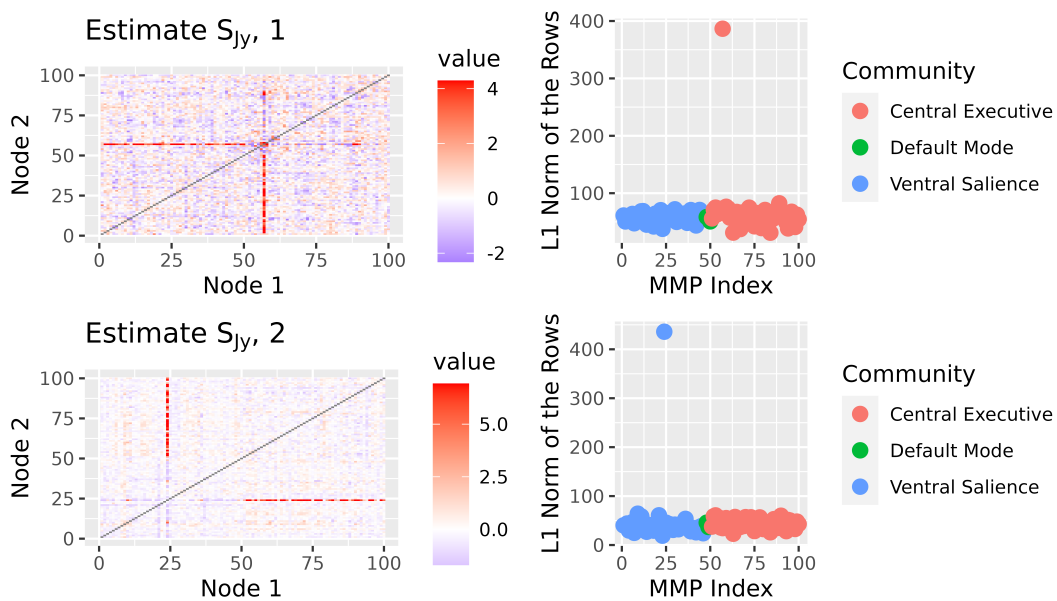 Estimate S_Jy, 1
value
4
2
0
-2
100
75
50
25
0
Node 2
0 25 50 75 100
Node 1
400
300
200
100
L1 Norm of the Rows
0 25 50 75 100
MMP Index
Community
Central Executive
Default Mode
Ventral Salience
Estimate S_Jy, 2
value
5.0
2.5
0.0
100
75
50
25
0
Node 2
0 25 50 75 100
Node 1
400
300
200
100
0
L1 Norm of the Rows
0 25 50 75 100
MMP Index
Community
Central Executive
Default Mode
Ventral Salience